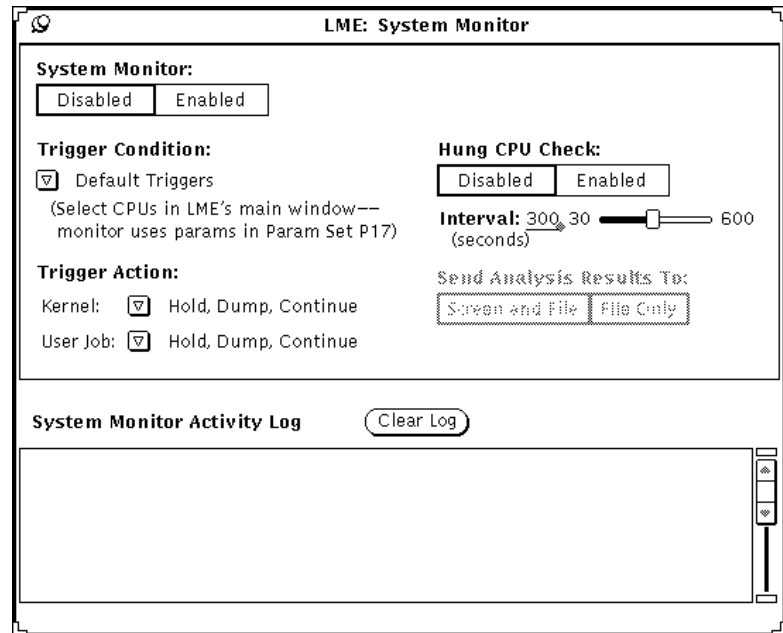 LME: System Monitor
System Monitor:
Disabled Enabled
Trigger Condition:
Default Triggers
(Select CPUs in LME's main window--
monitor uses params in Param Set P17)
Trigger Action:
Kernel: Hold, Dump, Continue
User Job: Hold, Dump, Continue
Hung CPU Check:
Disabled Enabled
Interval: 300 30 600
(seconds)
Send Analysis Results To:
Screen and File File Only
System Monitor Activity Log Clear Log